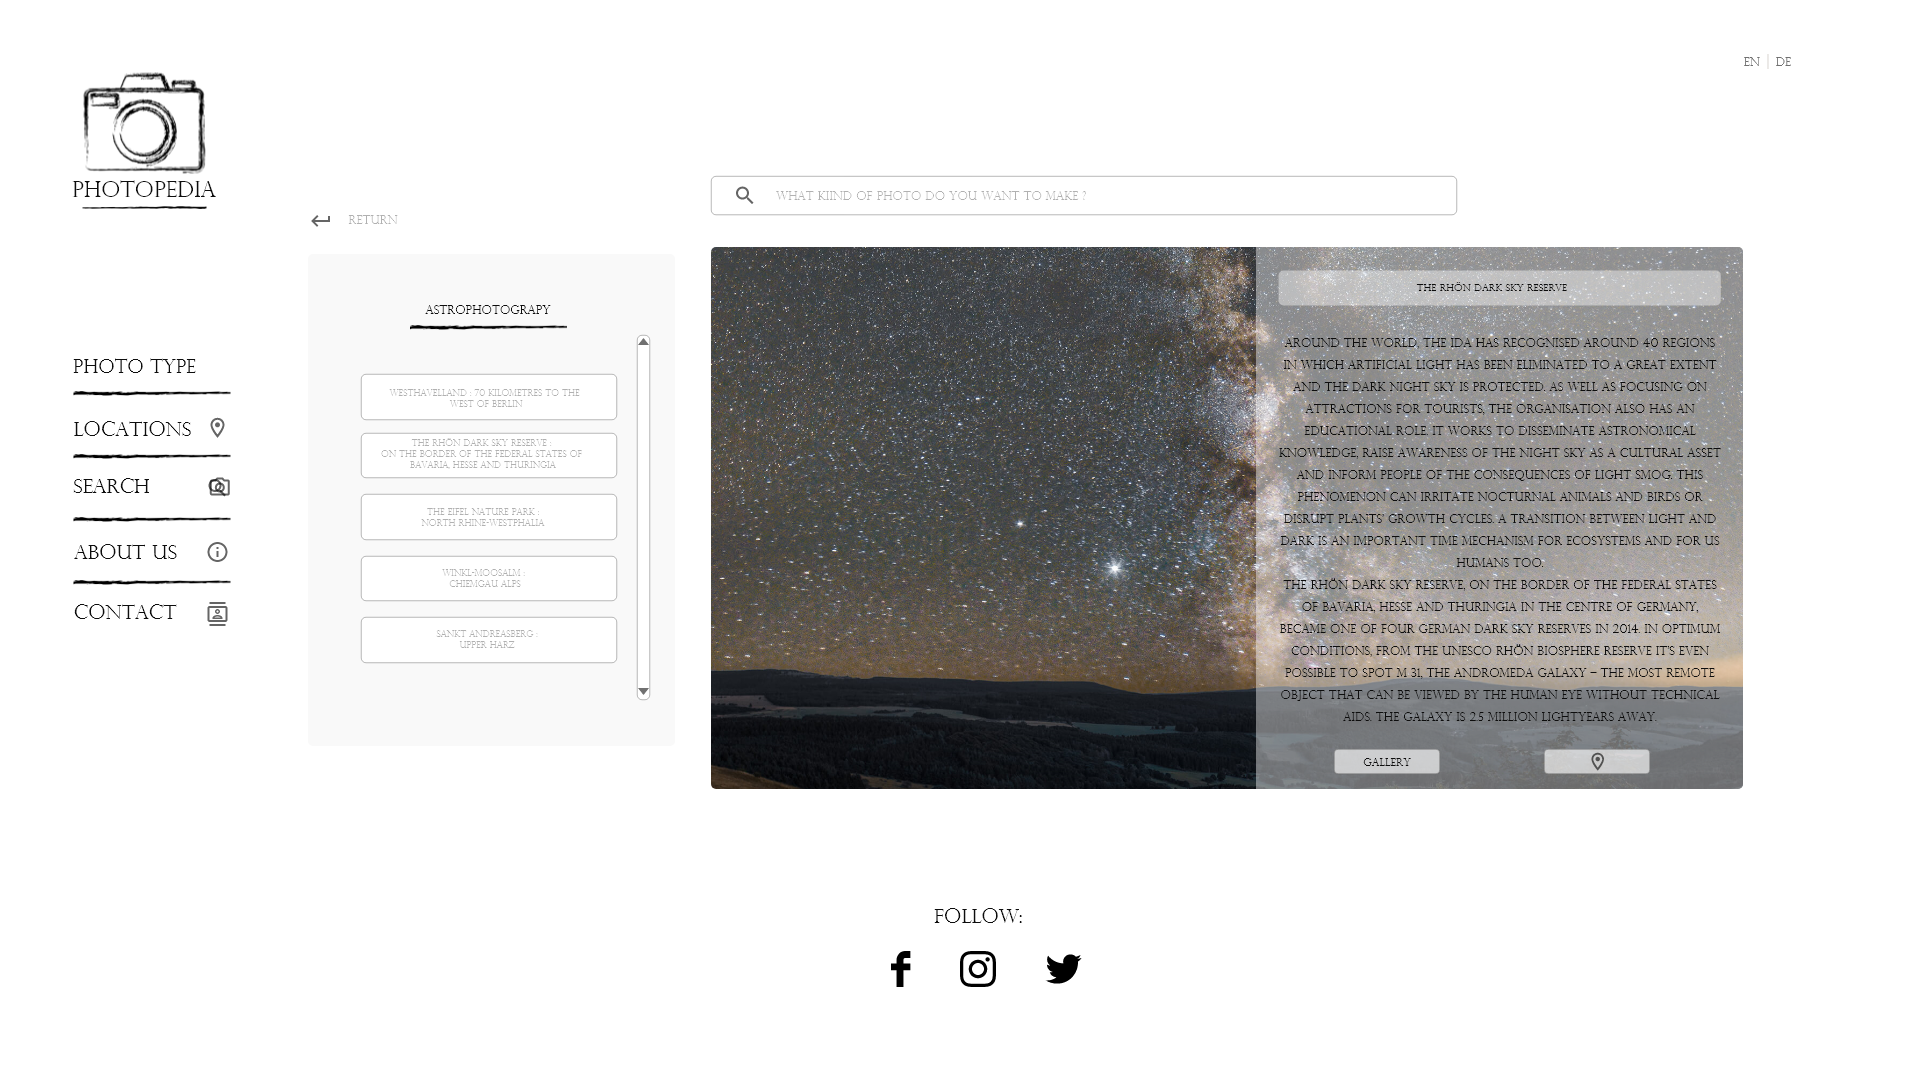 EN | DE
PHOTOPEDIA
WHAT KIIND OF PHOTO DO YOU WANT TO MAKE ?
RETURN
PHOTO TYPE
LOCATIONS
SEARCH
ABOUT US
CONTACT
ASTROPHOTOGRAPY
WESTHAVELLAND : 70 KILOMETRES TO THE
WEST OF BERLIN
THE RHÖN DARK SKY RESERVE :
ON THE BORDER OF THE FEDERAL STATES OF
BAVARIA, HESSE AND THURINGIA
THE EIFEL NATURE PARK :
NORTH RHINE-WESTPHALIA
WINKL-MOOSALM :
CHIEMGAU ALPS
SANKT ANDREASBERG :
UPPER HARZ
THE RHÖN DARK SKY RESERVE
AROUND THE WORLD, THE IDA HAS RECOGNISED AROUND 40 REGIONS
IN WHICH ARTIFICIAL LIGHT HAS BEEN ELIMINATED TO A GREAT EXTENT
AND THE DARK NIGHT SKY IS PROTECTED. AS WELL AS FOCUSING ON
ATTRACTIONS FOR TOURISTS, THE ORGANISATION ALSO HAS AN
EDUCATIONAL ROLE. IT WORKS TO DISSEMINATE ASTRONOMICAL
KNOWLEDGE, RAISE AWARENESS OF THE NIGHT SKY AS A CULTURAL ASSET
AND INFORM PEOPLE OF THE CONSEQUENCES OF LIGHT SMOG. THIS
PHENOMENON CAN IRRITATE NOCTURNAL ANIMALS AND BIRDS OR
DISRUPT PLANTS' GROWTH CYCLES. A TRANSITION BETWEEN LIGHT AND
DARK IS AN IMPORTANT TIME MECHANISM FOR ECOSYSTEMS AND FOR US
HUMANS TOO.
THE RHÖN DARK SKY RESERVE, ON THE BORDER OF THE FEDERAL STATES
OF BAVARIA, HESSE AND THURINGIA IN THE CENTRE OF GERMANY,
BECAME ONE OF FOUR GERMAN DARK SKY RESERVES IN 2014. IN OPTIMUM
CONDITIONS, FROM THE UNESCO RHÖN BIOSPHERE RESERVE IT'S EVEN
POSSIBLE TO SPOT M 31, THE ANDROMEDA GALAXY – THE MOST REMOTE
OBJECT THAT CAN BE VIEWED BY THE HUMAN EYE WITHOUT TECHNICAL
AIDS. THE GALAXY IS 2.5 MILLION LIGHTYEARS AWAY.
GALLERY
FOLLOW: